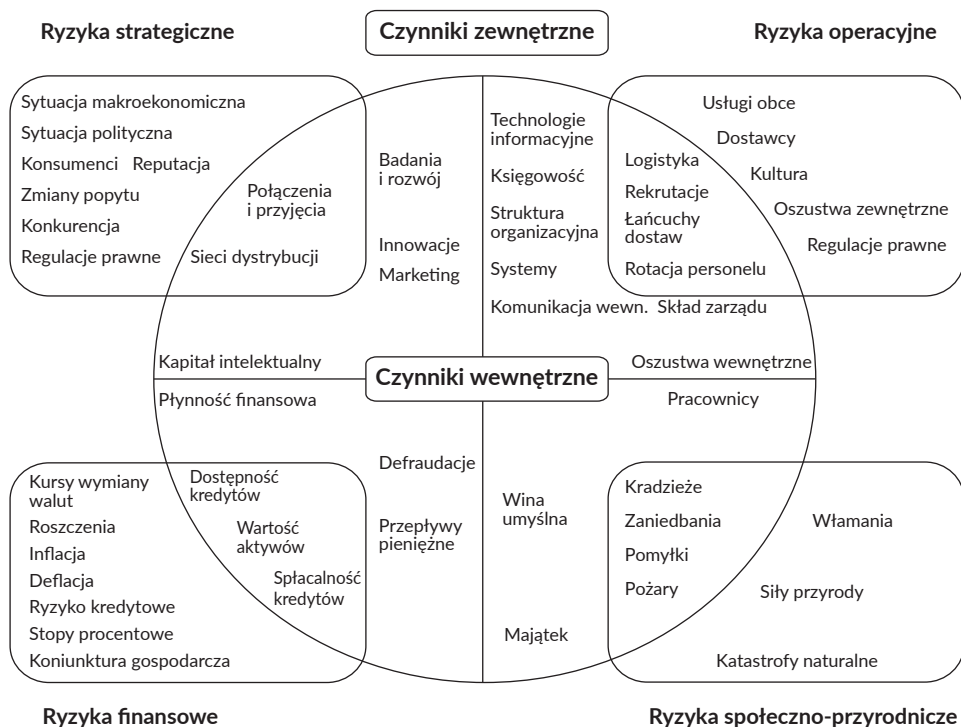 Ryzyka strategiczne
Czynniki zewnętrzne
Ryzyka operacyjne
Sytuacja makroekonomiczna
Sytuacja polityczna
Konsumenci Reputacja
Zmiany popytu
Konkurencja
Regulacje prawne
Połączenia
i przyjęcia
Sieci dystrybucji
Badania
i rozwój
Innowacje
Marketing
Technologie
informacyjne
Księgowość
Struktura
organizacyjna
Systemy
Komunikacja wewn.
Skład zarządu
Logistyka
Rekrutacje
Łańcuchy
dostaw
Rotacja personelu
Usługi obce
Dostawcy
Kultura
Oszustwa zewnętrzne
Regulacje prawne
Kapitał intelektualny
Czynniki wewnętrzne
Oszustwa wewnętrzne
Płynność finansowa
Pracownicy
Kursy wymiany
walut
Roszczenia
Inflacja
Deflacja
Ryzyko kredytowe
Stopy procentowe
Koniunktura gospodarcza
Dostępność
kredytów
Wartość
aktywów
Spłacalność
kredytów
Defraudacje
Przepływy
pieniężne
Wina
umyślna
Majątek
Kradzieże
Zaniedbania
Pomyłki
Pożary
Włamania
Siły przyrody
Katastrofy naturalne
Ryzyka finansowe
Ryzyka społeczno-przyrodnicze